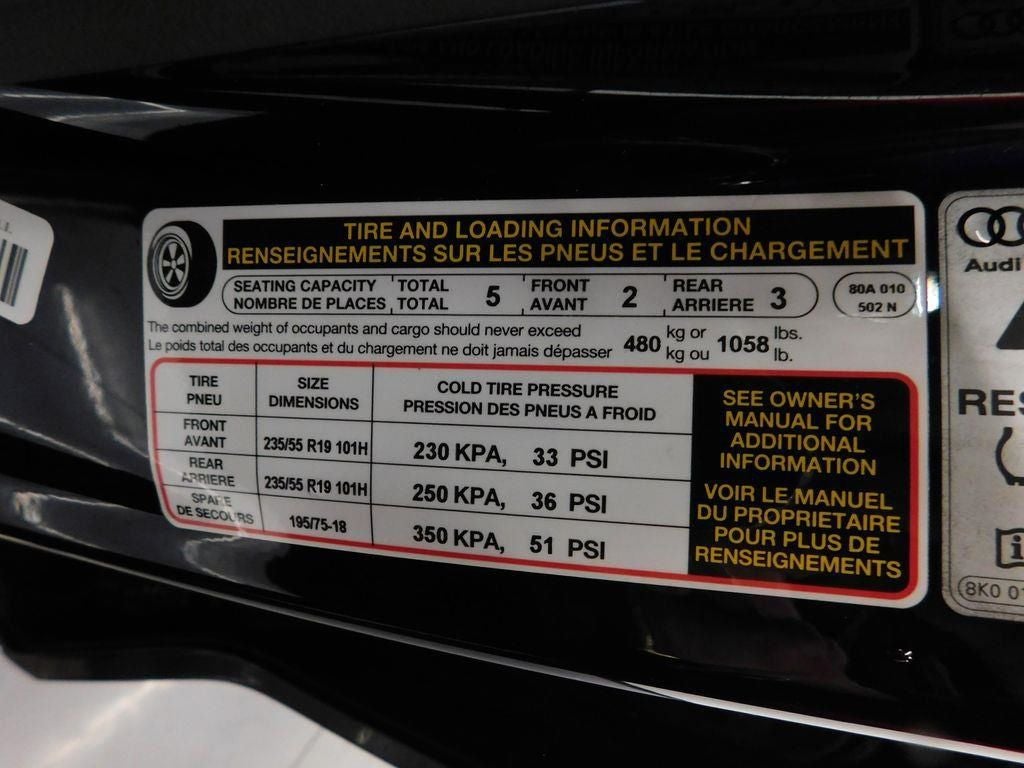 TIRE AND LOADING INFORMATION
RENSEIGNEMENTS SUR LES PNEUS ET LE CHARGEMENT
SEATING CAPACITY TOTAL 5 FRONT 2 REAR 3
NOMBRE DE PLACES TOTAL AVANT ARRIERE
80A 010
502 N
The combined weight of occupants and cargo should never exceed 480 kg or 1058 lbs.
Le poids total des occupants et du chargement ne doit jamais dépasser kg ou lb.
TIRE SIZE COLD TIRE PRESSURE
PNEU DIMENSIONS PRESSION DES PNEUS A FROID
FRONT
AVANT 235/55 R19 101H 230 KPA, 33 PSI
REAR
ARRIERE 235/55 R19 101H 250 KPA, 36 PSI
SPARE
DE SECOURS 195/75-18 350 KPA, 51 PSI
SEE OWNER'S
MANUAL FOR
ADDITIONAL
INFORMATION
VOIR LE MANUEL
DU PROPRIETAIRE
POUR PLUS DE
RENSEIGNEMENTS
Audi